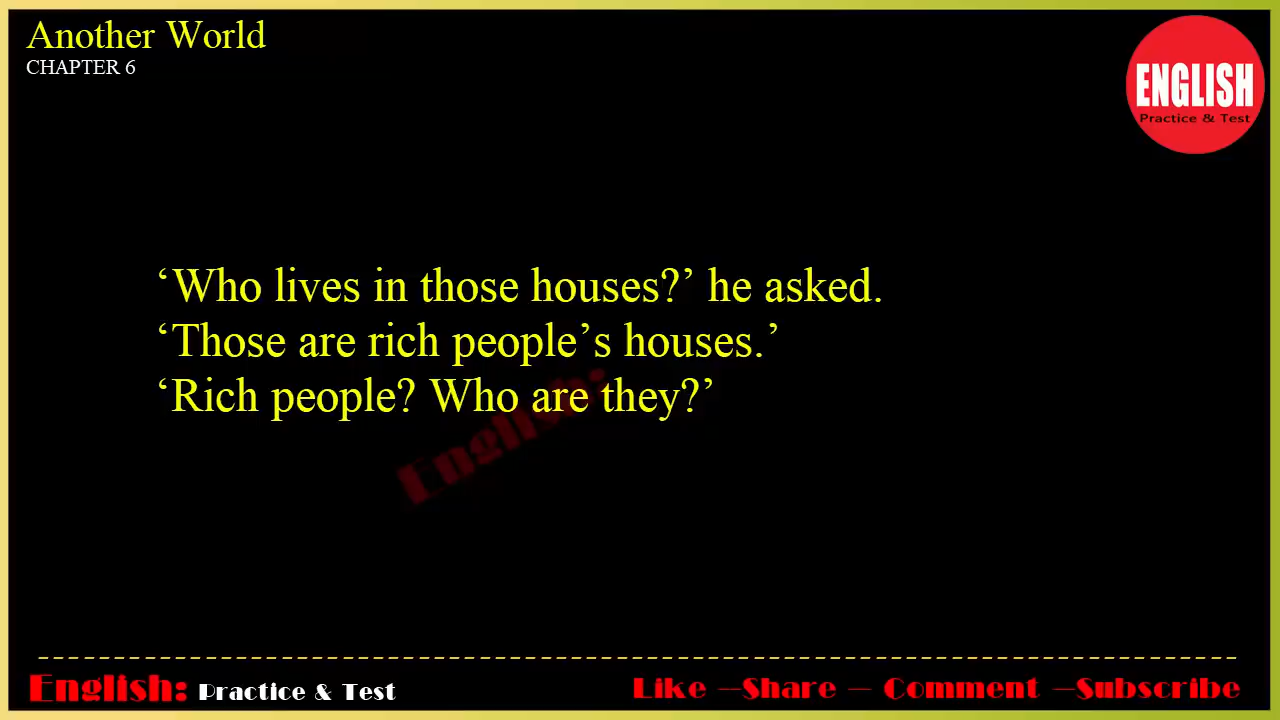 Another World
CHAPTER 6
ENGLISH
Practice & Test
‘Who lives in those houses?’ he asked.
‘Those are rich people’s houses.’
‘Rich people? Who are they?’
English:
English: Practice & Test
Like —Share — Comment —Subscribe